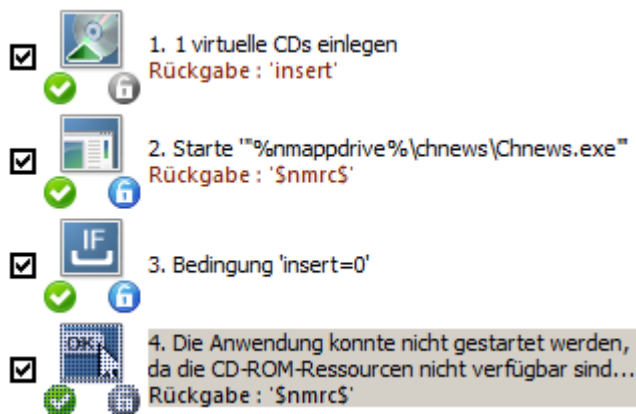 1. 1 virtuelle CDs einlegen
Rückgabe : 'insert'
2. Starte '"%nmappdrive%\chnews\Chnews.exe"'
Rückgabe : '$nmrc$'
IF
3. Bedingung 'insert=0'
OK
4. Die Anwendung konnte nicht gestartet werden,
da die CD-ROM-Ressourcen nicht verfügbar sind...
Rückgabe : '$nmrc$'